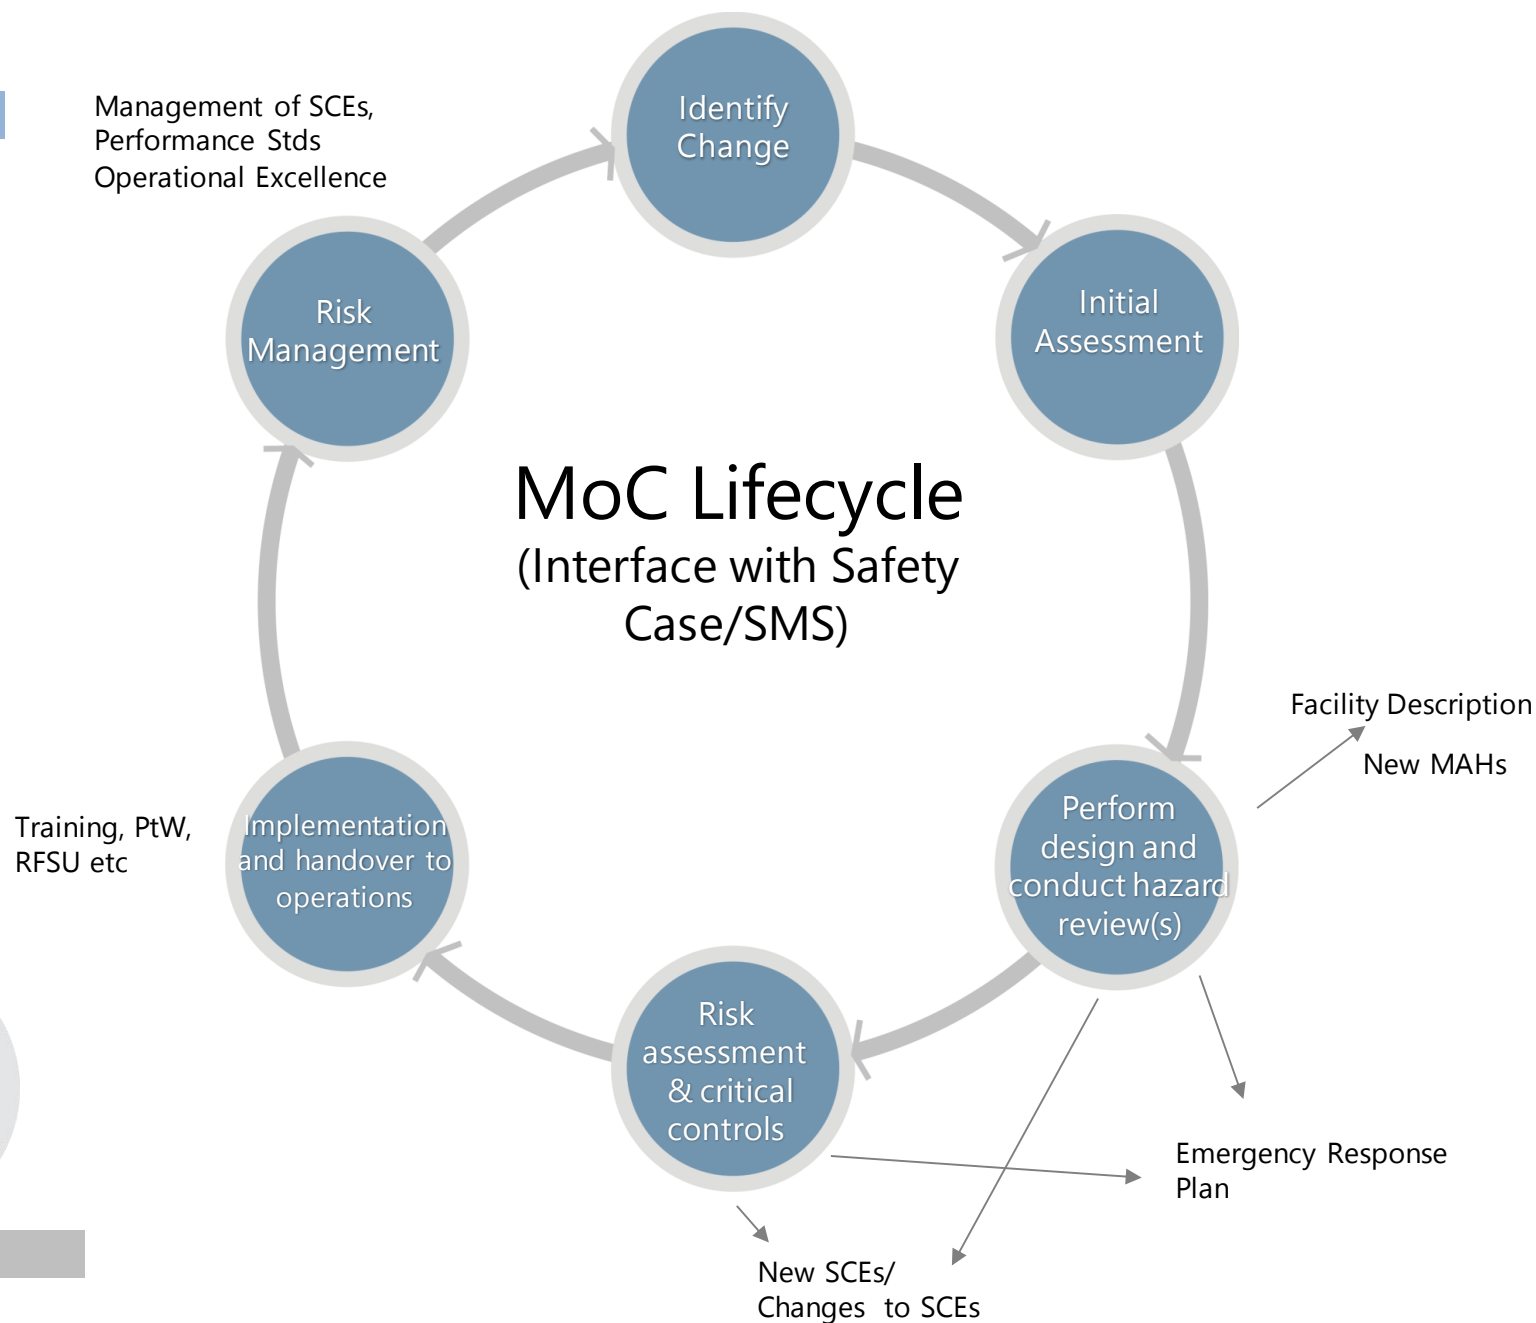 Management of SCEs,
Performance Stds
Operational Excellence
Identify
Change
Initial
Assessment
Risk
Management
MoC Lifecycle
(Interface with Safety
Case/SMS)
Facility Description
New MAHs
Perform
design and
conduct hazard
review(s)
Training, PtW,
RFSU etc
Implementation
and handover to
operations
Risk
assessment
& critical
controls
Emergency Response
Plan
New SCEs/
Changes to SCEs